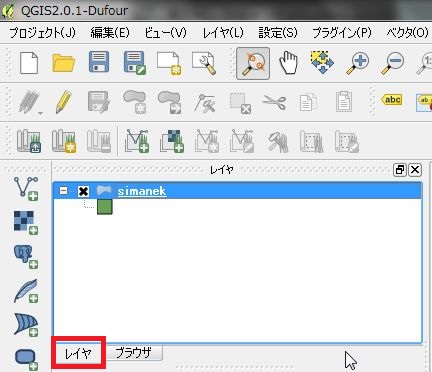 QGIS2.0.1-Dufour
プロジェクト(J) 編集(E) ビュー(V) レイヤ(L) 設定(S) プラグイン(P) ベクタ(O)
1:1
abc
レイヤ
simanek
レイヤ ブラウザ